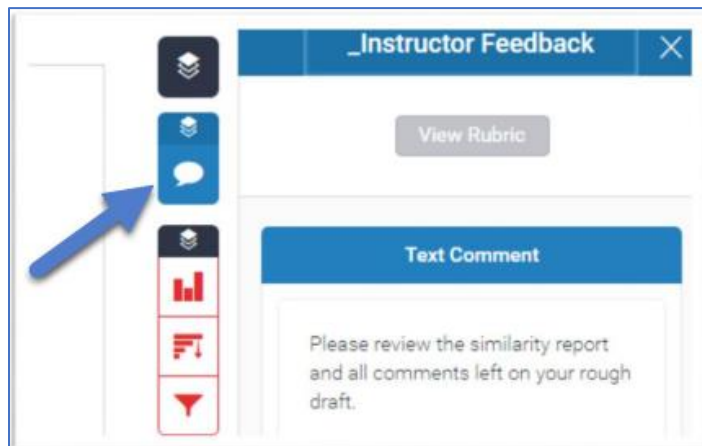 _Instructor Feedback
View Rubric
Text Comment
Please review the similarity report
and all comments left on your rough
draft.